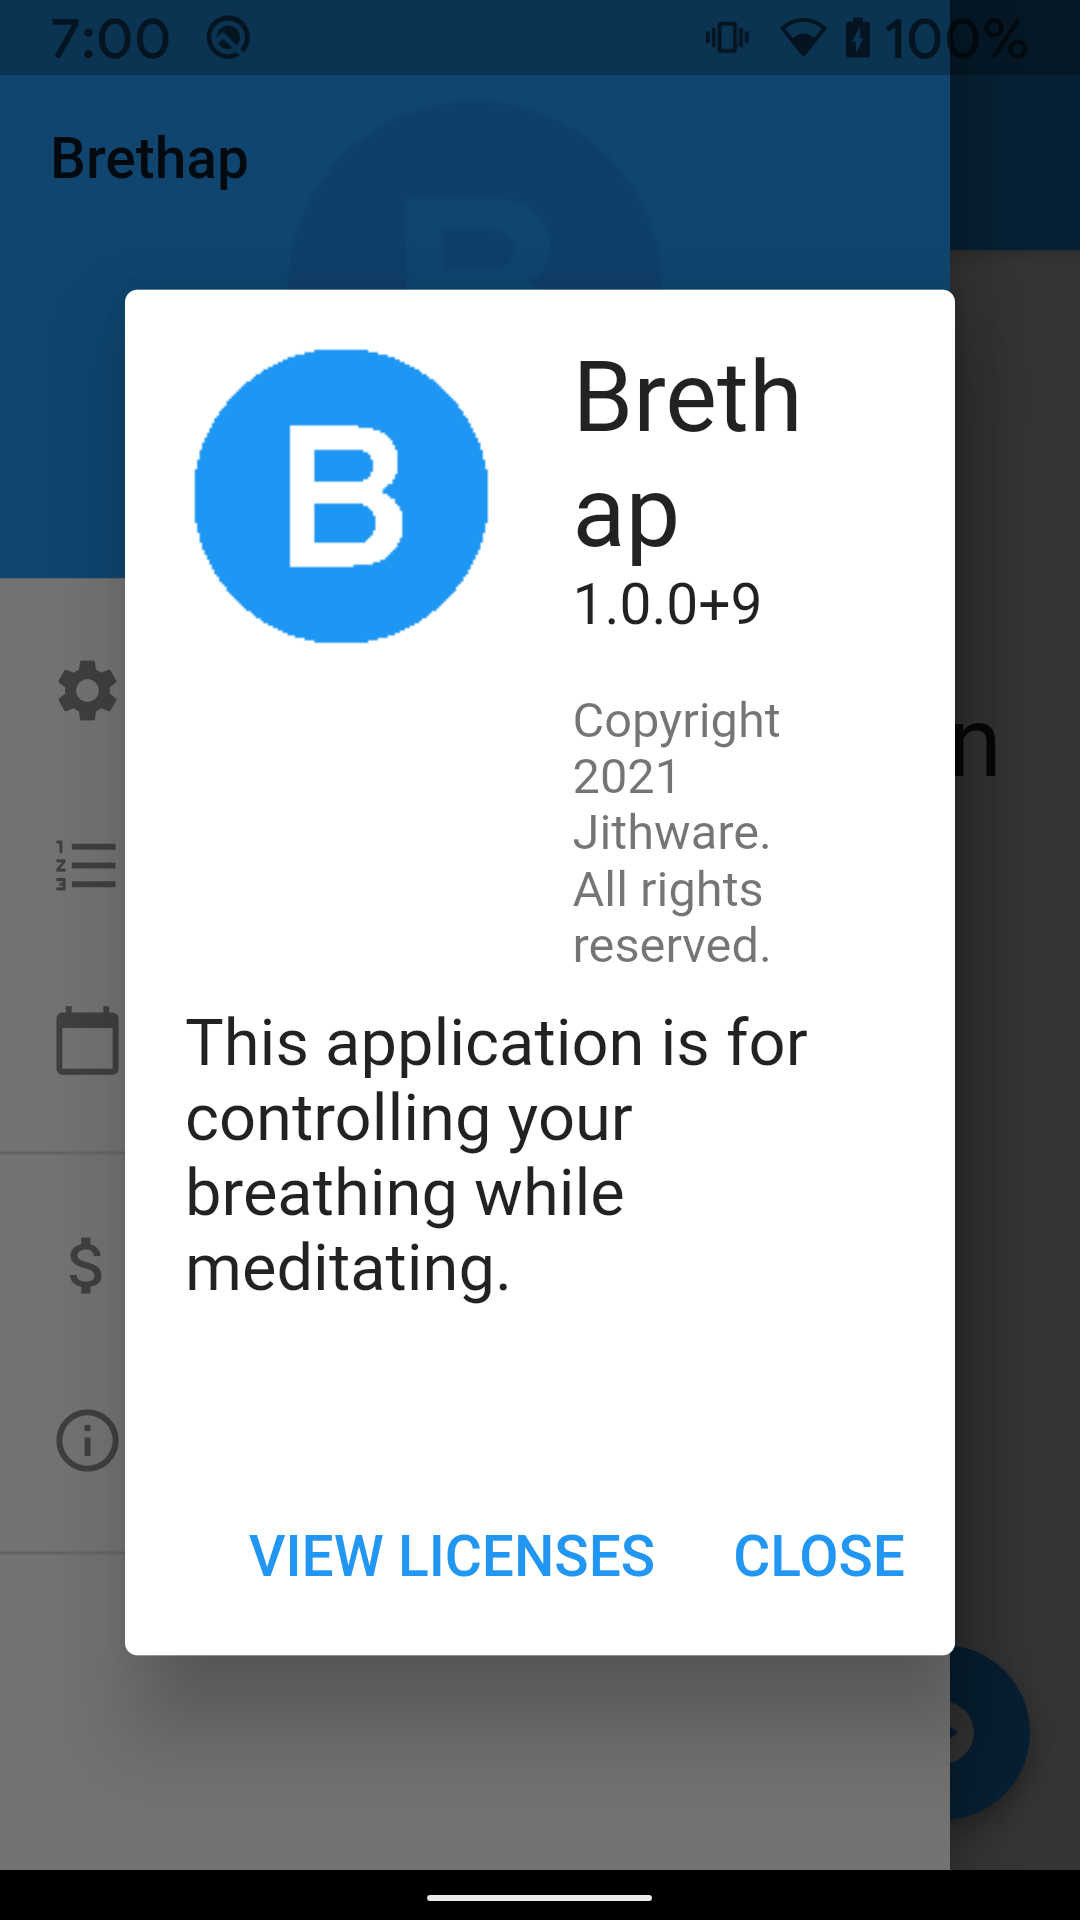 7:00 100%
Brethap
B
B
Breth
ap
1.0.0+9
Copyright
2021
Jithware.
All rights
reserved.
n
This application is for
controlling your
breathing while
meditating.
VIEW LICENSES CLOSE